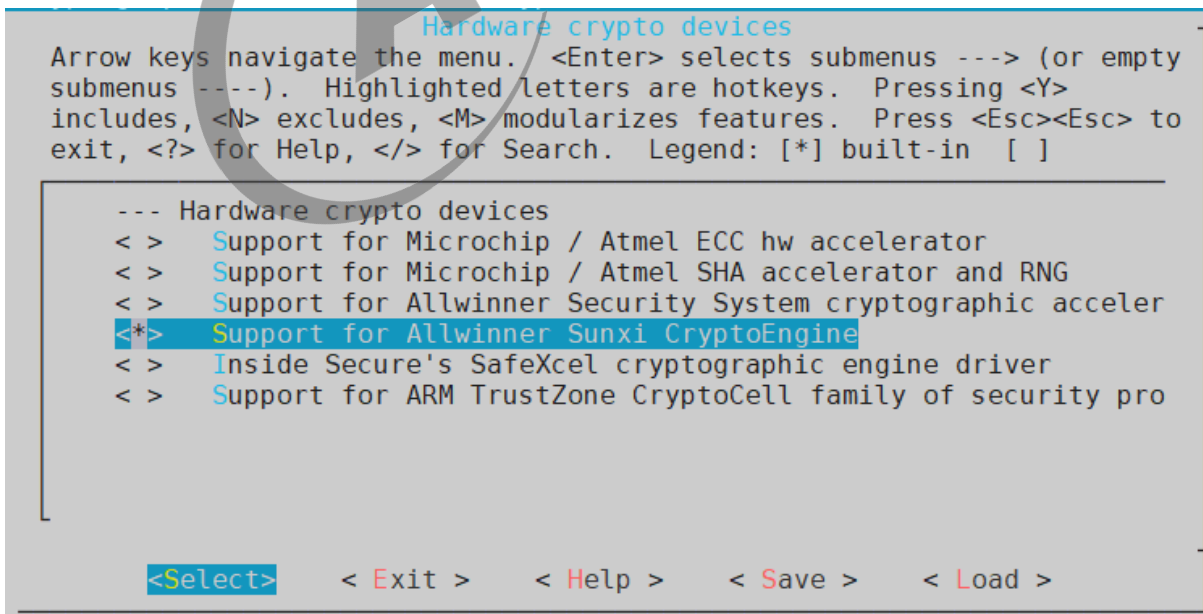 Hardware crypto devices
Arrow keys navigate the menu.  <Enter> selects submenus ---> (or empty
submenus ----).  Highlighted letters are hotkeys.  Pressing <Y>
includes, <N> excludes, <M> modularizes features.  Press <Esc><Esc> to
exit, <?> for Help, </> for Search.  Legend: [*] built-in  [ ]
--- Hardware crypto devices
< >   Support for Microchip / Atmel ECC hw accelerator
< >   Support for Microchip / Atmel SHA accelerator and RNG
< >   Support for Allwinner Security System cryptographic acceler
<*>   Support for Allwinner Sunxi CryptoEngine
< >   Inside Secure's SafeXcel cryptographic engine driver
< >   Support for ARM TrustZone CryptoCell family of security pro
<Select>    < Exit >    < Help >    < Save >    < Load >